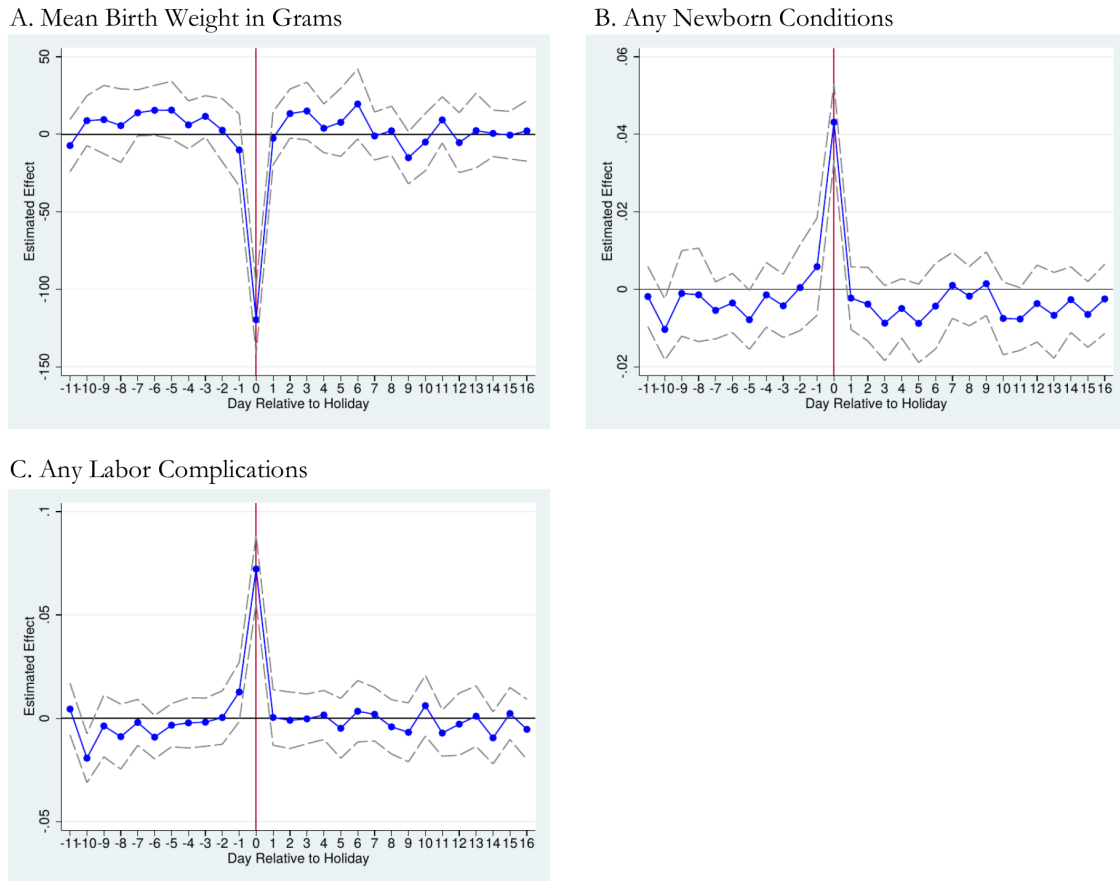 A. Mean Birth Weight in Grams
50
0
-50
-100
-150
Estimated Effect
-11 -10 -9 -8 -7 -6 -5 -4 -3 -2 -1 0 1 2 3 4 5 6 7 8 9 10 11 12 13 14 15 16
Day Relative to Holiday
B. Any Newborn Conditions
.06
.04
.02
0
-.02
Estimated Effect
-11 -10 -9 -8 -7 -6 -5 -4 -3 -2 -1 0 1 2 3 4 5 6 7 8 9 10 11 12 13 14 15 16
Day Relative to Holiday
C. Any Labor Complications
.1
.05
0
-.05
Estimated Effect
-11 -10 -9 -8 -7 -6 -5 -4 -3 -2 -1 0 1 2 3 4 5 6 7 8 9 10 11 12 13 14 15 16
Day Relative to Holiday